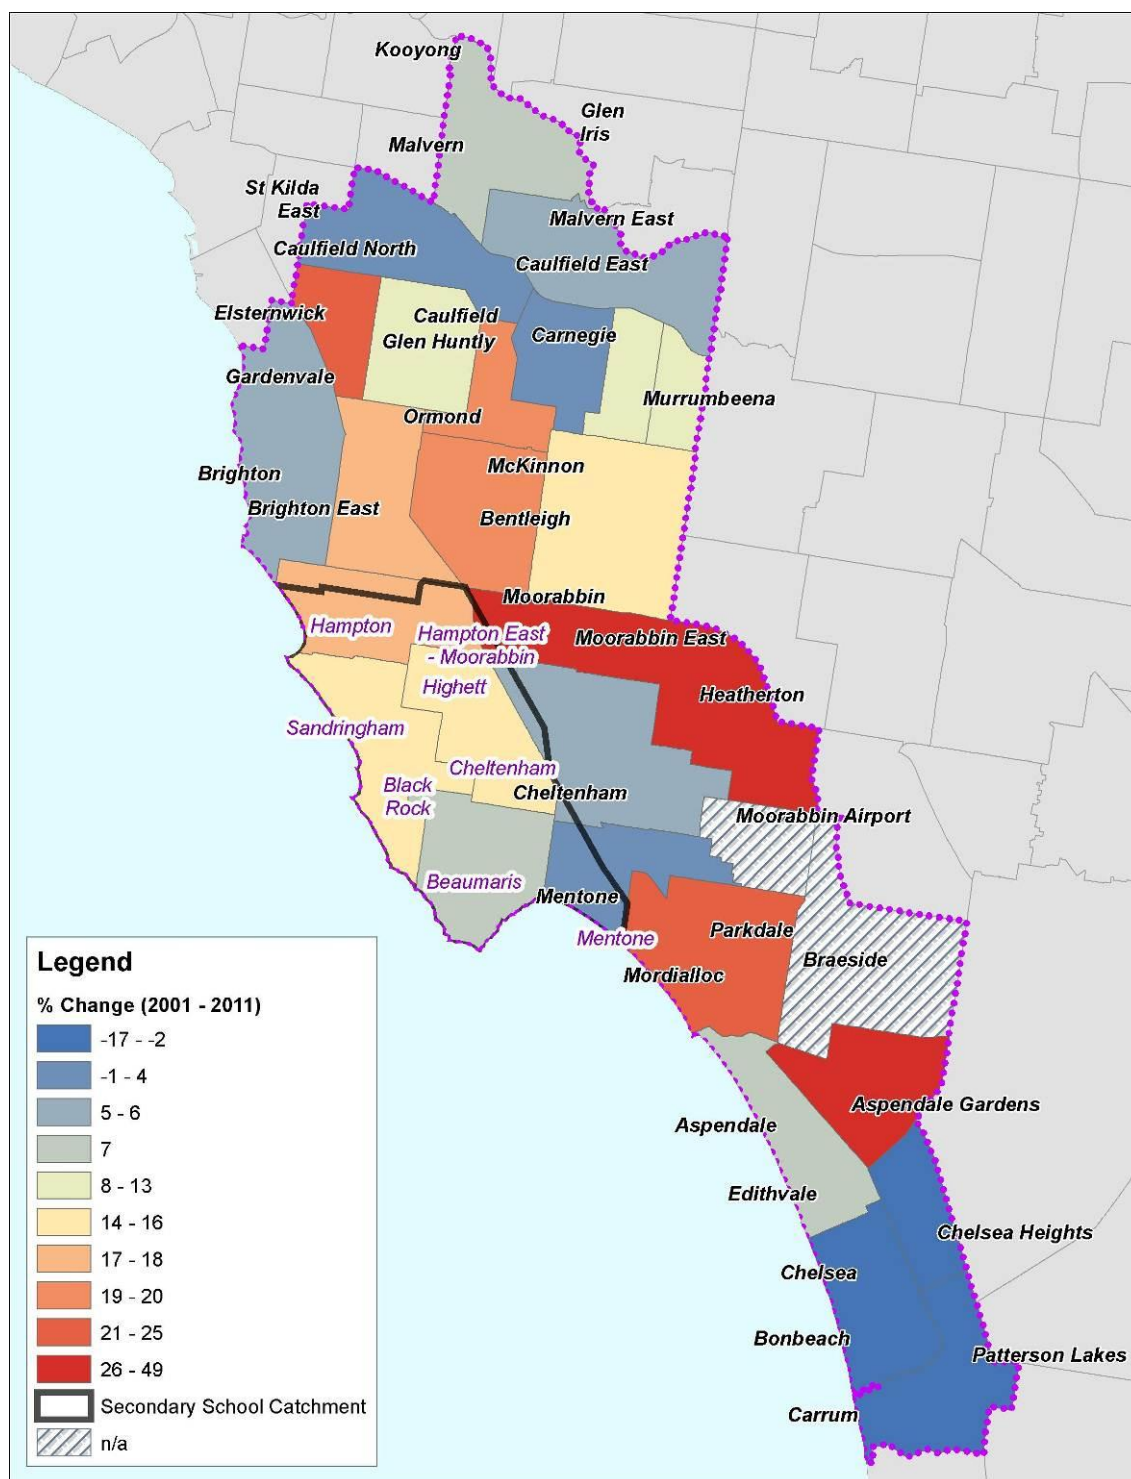 Kooyong
Glen
Iris
Malvern
St Kilda
East
Malvern East
Caulfield North
Caulfield East
Elsternwick
Caulfield
Glen Huntly
Carnegie
Gardenvale
Murrumbeena
Ormond
McKinnon
Brighton
Brighton East
Bentleigh
Moorabbin
Hampton
Hampton East
- Moorabbin
Moorabbin East
Highett
Heatherton
Sandringham
Cheltenham
Black
Rock
Cheltenham
Moorabbin Airport
Beaumaris
Mentone
Mentone
Parkdale
Braeside
Mordialloc
Aspendale Gardens
Aspendale
Edithvale
Chelsea Heights
Chelsea
Bonbeach
Patterson Lakes
Carrum
Legend
% Change (2001 - 2011)
-17 - -2
-1 - 4
5 - 6
7
8 - 13
14 - 16
17 - 18
19 - 20
21 - 25
26 - 49
Secondary School Catchment
n/a